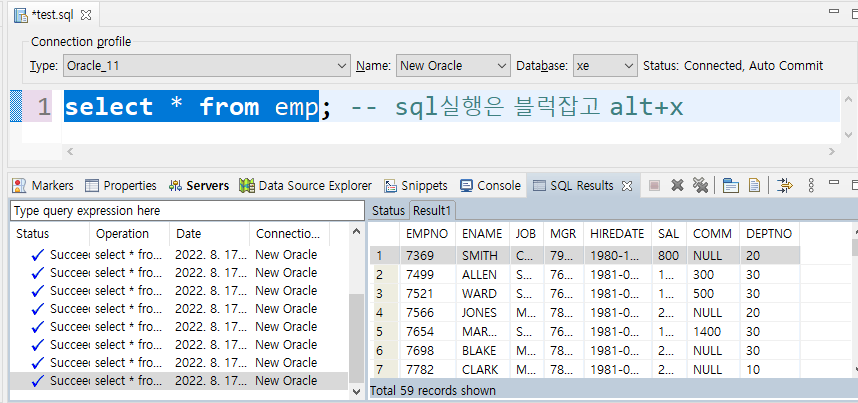 *test.sql
Connection profile
Type: Oracle_11 Name: New Oracle Database: xe Status: Connected, Auto Commit
1 select * from emp; -- sql실행은 블럭잡고 alt+x
Markers Properties Servers Data Source Explorer Snippets Console SQL Results
Type query expression here
Status Result1
Status Operation Date Connectio...
Succee select * fro... 2022. 8. 17... New Oracle
Succee select * fro... 2022. 8. 17... New Oracle
Succee select * fro... 2022. 8. 17... New Oracle
Succee select * fro... 2022. 8. 17... New Oracle
Succee select * fro... 2022. 8. 17... New Oracle
Succee select * fro... 2022. 8. 17... New Oracle
Succee select * fro... 2022. 8. 17... New Oracle
Succee select * fro... 2022. 8. 17... New Oracle
EMPNO ENAME JOB MGR HIREDATE SAL COMM DEPTNO
1 7369 SMITH C... 79... 1980-1... 800 NULL 20
2 7499 ALLEN S... 76... 1981-0... 1... 300 30
3 7521 WARD S... 76... 1981-0... 1... 500 30
4 7566 JONES M... 78... 1981-0... 2... NULL 20
5 7654 MAR... S... 76... 1981-0... 1... 1400 30
6 7698 BLAKE M... 78... 1981-0... 2... NULL 30
7 7782 CLARK M... 78... 1981-0... 2... NULL 10
Total 59 records shown